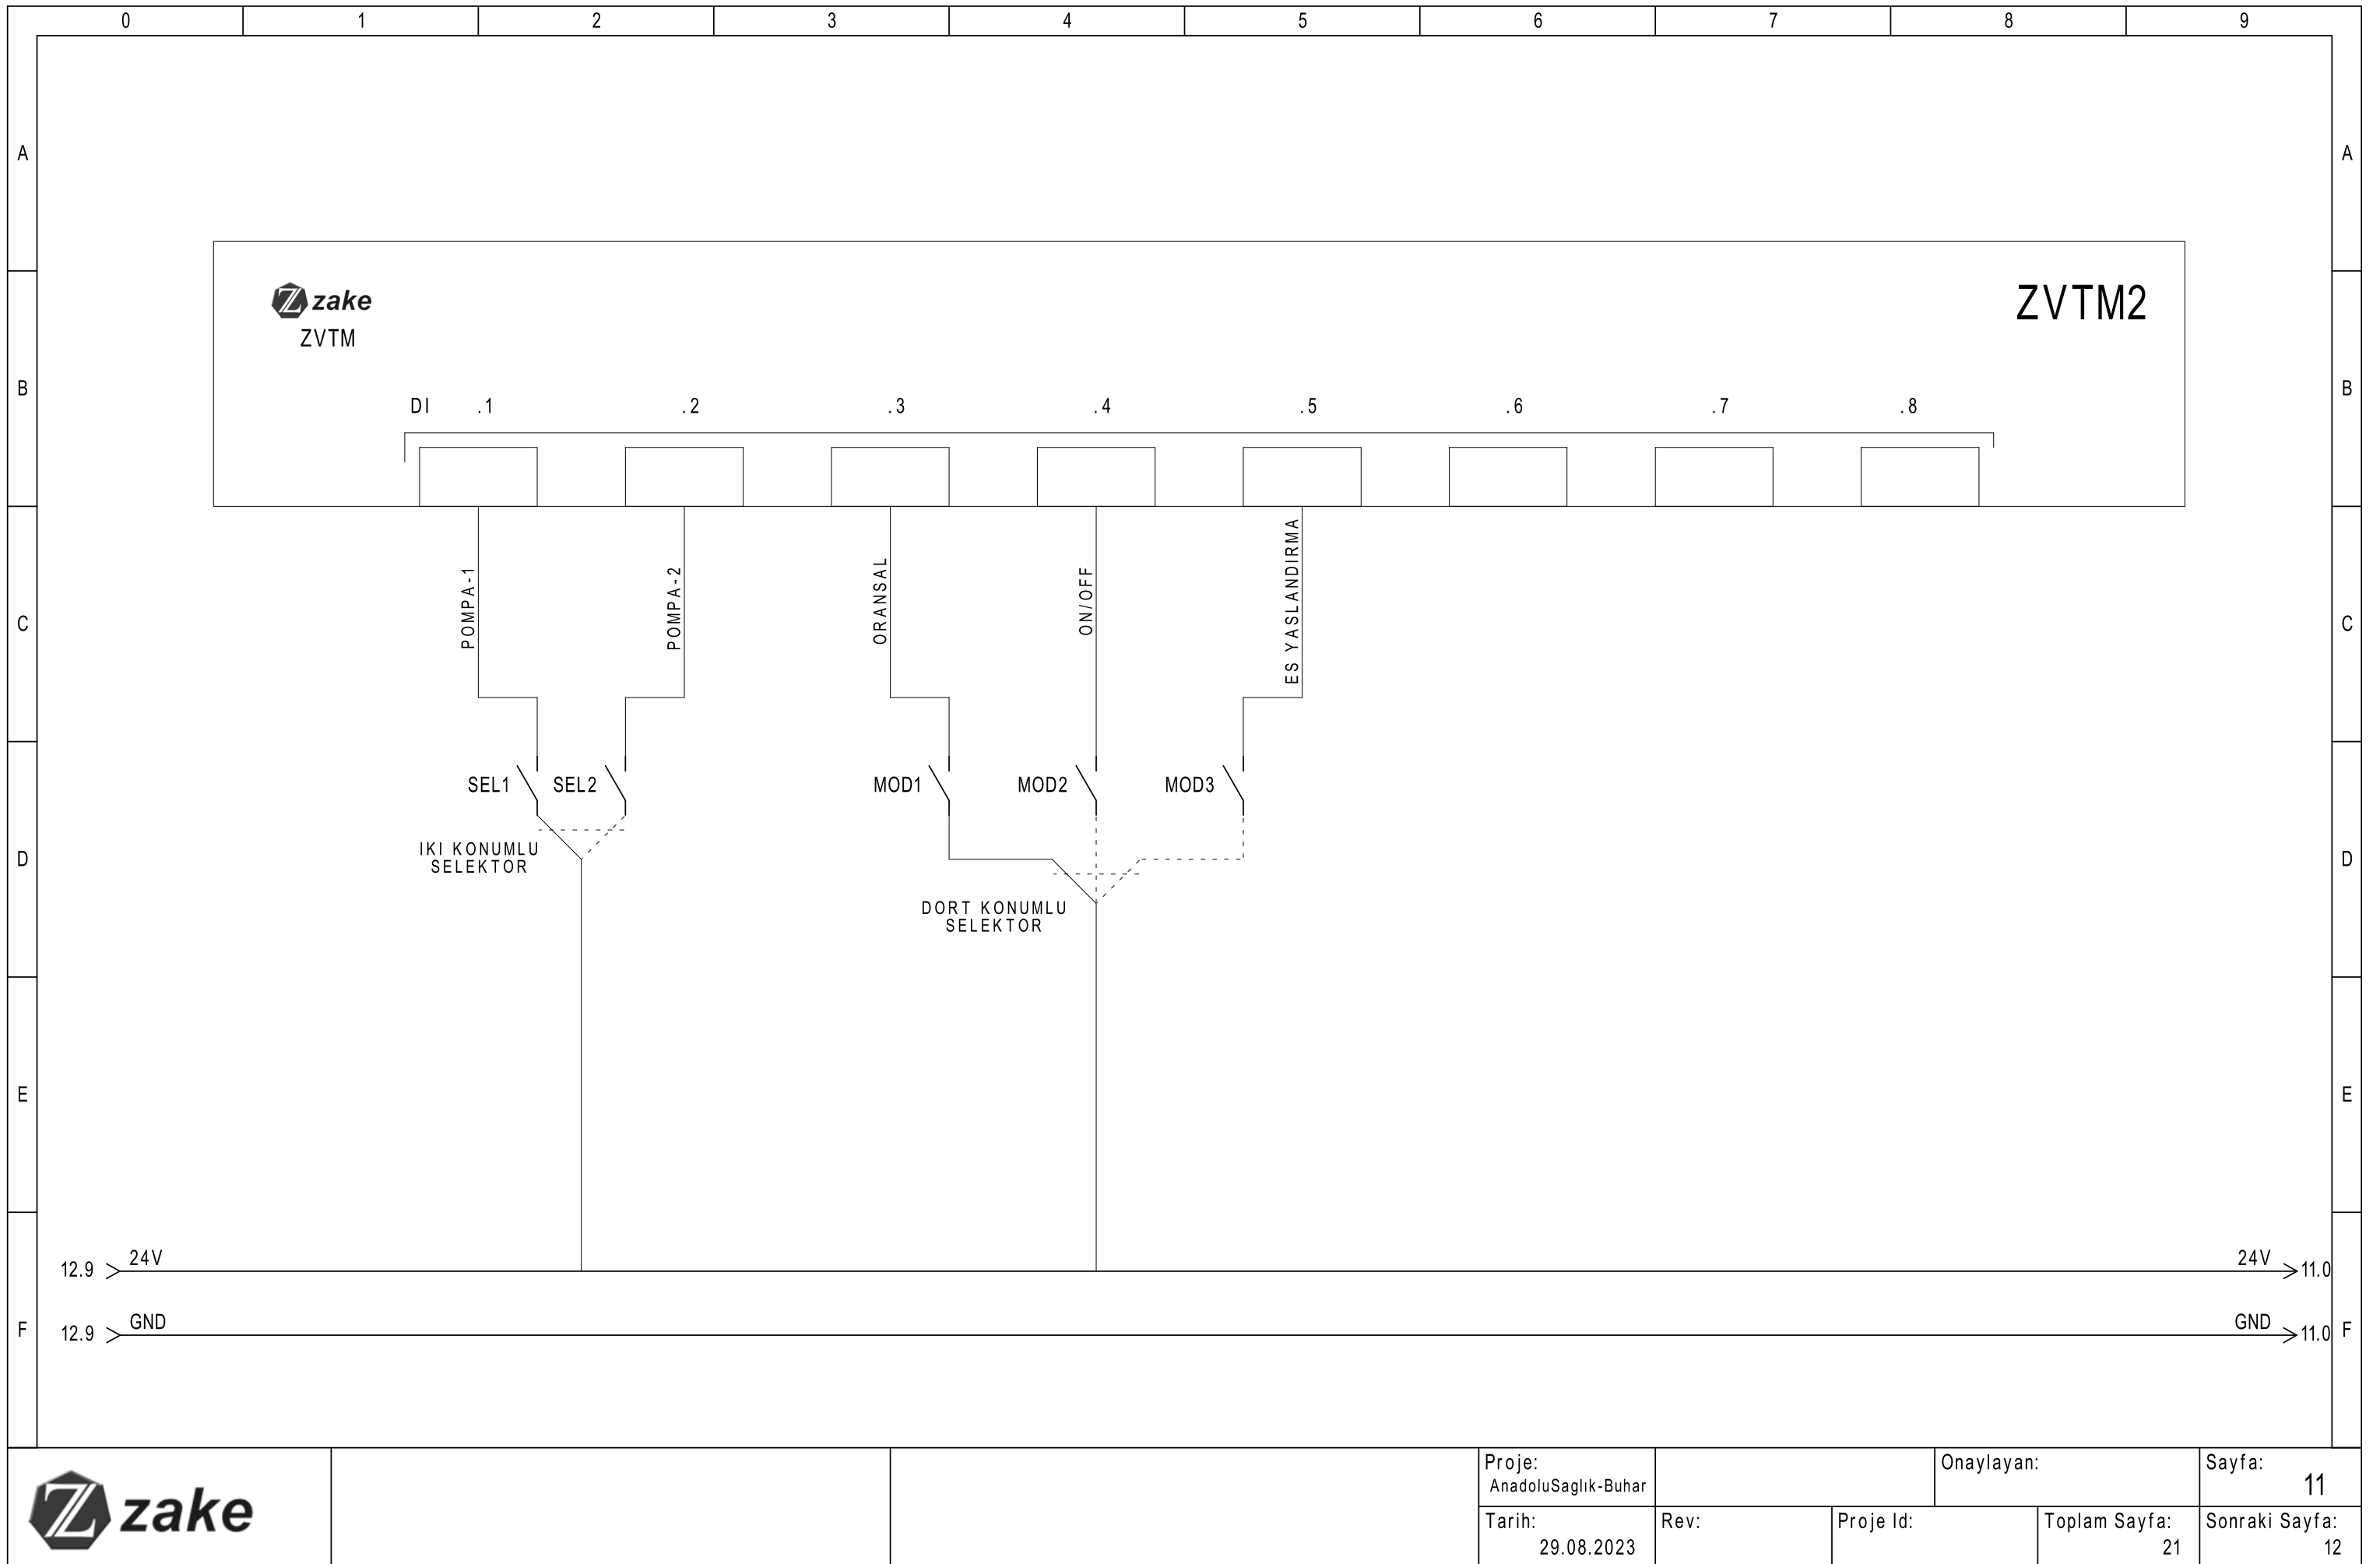 0 1 2 3 4 5 6 7 8 9
A A
zake
ZVTM
ZVTM2
B B
DI .1 .2 .3 .4 .5 .6 .7 .8
POMPA-1
POMPA-2
ORANSAL
ON/OFF
ES YASLANDIRMA
C C
SEL1 SEL2 MOD1 MOD2 MOD3
IKI KONUMLU
SELEKTOR
D D
DORT KONUMLU
SELEKTOR
E E
12.9 24V 24V 11.0
F 12.9 GND GND 11.0 F
zake
Proje:
AnadoluSaglık-Buhar
Onaylayan:
Sayfa:
11
Tarih:
29.08.2023
Rev:
Proje Id:
Toplam Sayfa:
21
Sonraki Sayfa:
12